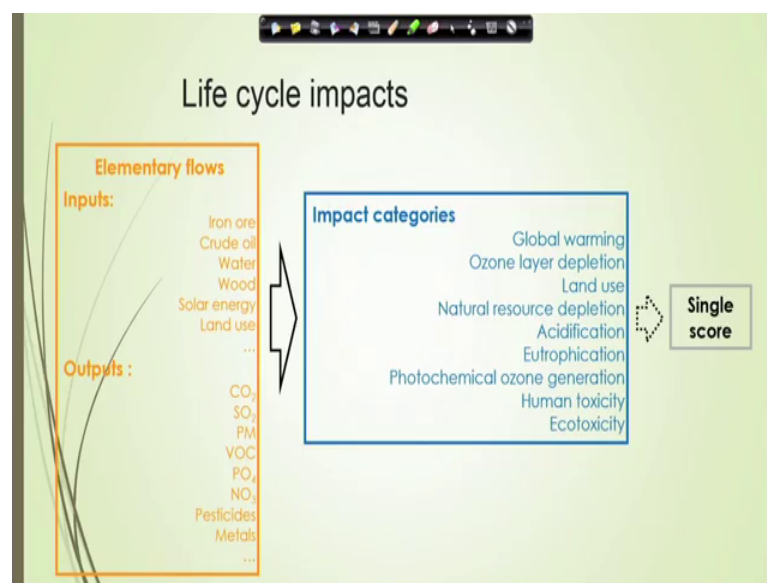 Life cycle impacts
Elementary flows
Inputs:
Iron ore
Crude oil
Water
Wood
Solar energy
Land use
...
Outputs :
CO₂
SO₂
PM
VOC
PO₄
NO₃
Pesticides
Metals
...
Impact categories
Global warming
Ozone layer depletion
Land use
Natural resource depletion
Acidification
Eutrophication
Photochemical ozone generation
Human toxicity
Ecotoxicity
Single
score